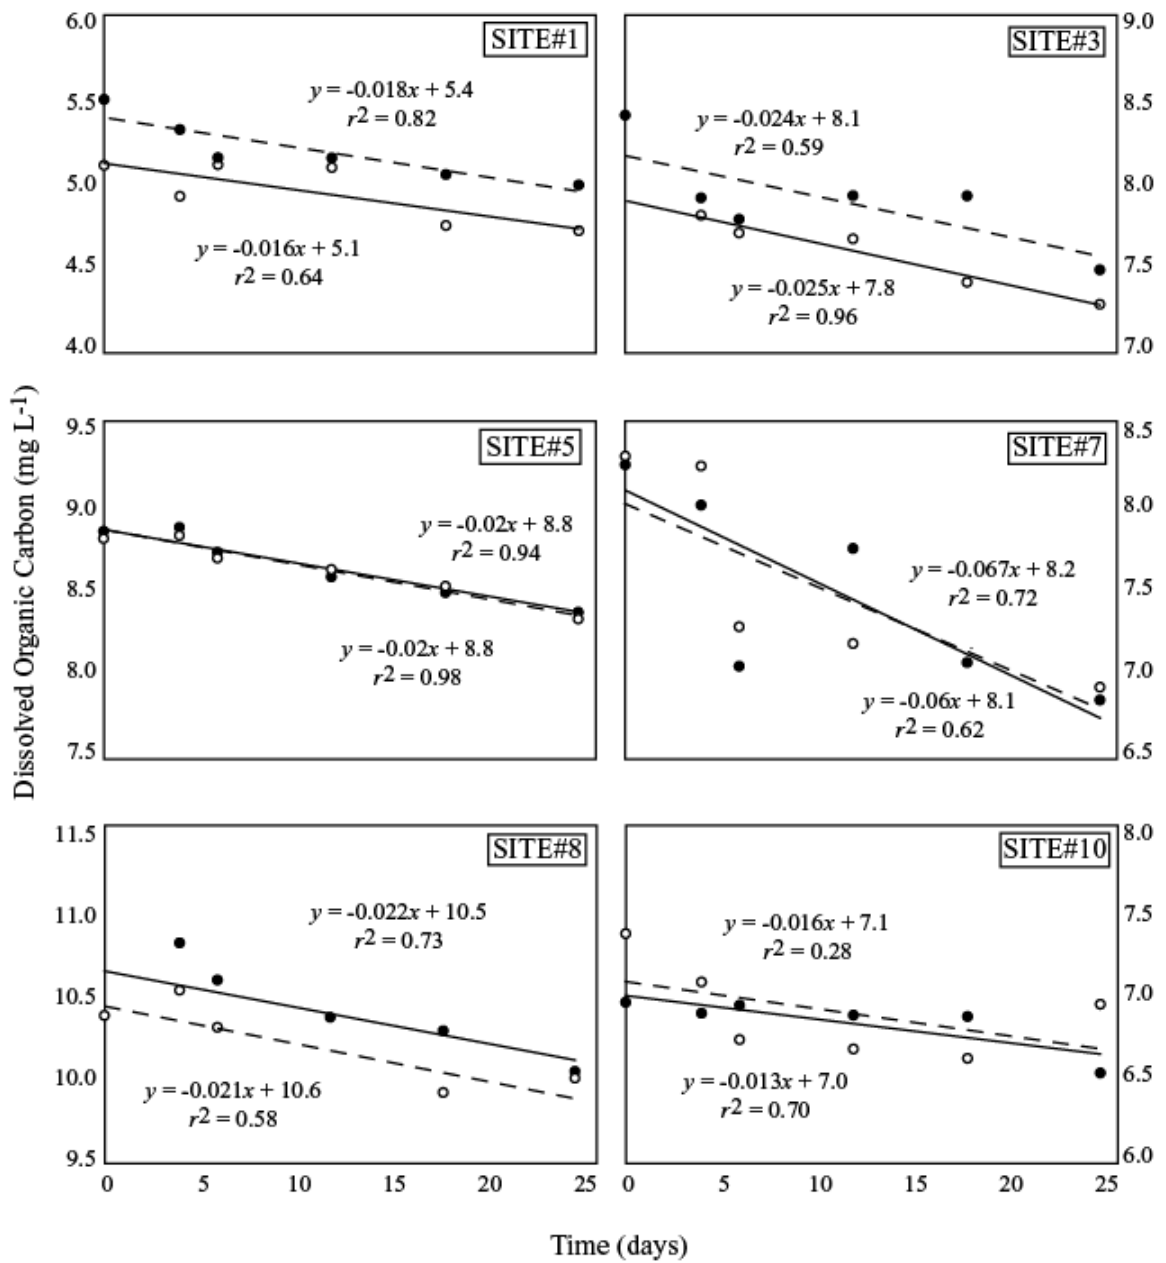 Dissolved Organic Carbon (mg L-1)
6.0
5.5
5.0
4.5
4.0
SITE#1
y = -0.018x + 5.4
r2 = 0.82
y = -0.016x + 5.1
r2 = 0.64
SITE#3
y = -0.024x + 8.1
r2 = 0.59
y = -0.025x + 7.8
r2 = 0.96
9.0
8.5
8.0
7.5
7.0
9.5
9.0
8.5
8.0
7.5
SITE#5
y = -0.02x + 8.8
r2 = 0.94
y = -0.02x + 8.8
r2 = 0.98
SITE#7
y = -0.067x + 8.2
r2 = 0.72
y = -0.06x + 8.1
r2 = 0.62
8.5
8.0
7.5
7.0
6.5
11.5
11.0
10.5
10.0
9.5
SITE#8
y = -0.022x + 10.5
r2 = 0.73
y = -0.021x + 10.6
r2 = 0.58
0 5 10 15 20 25
SITE#10
y = -0.016x + 7.1
r2 = 0.28
y = -0.013x + 7.0
r2 = 0.70
8.0
7.5
7.0
6.5
6.0
0 5 10 15 20 25
Time (days)